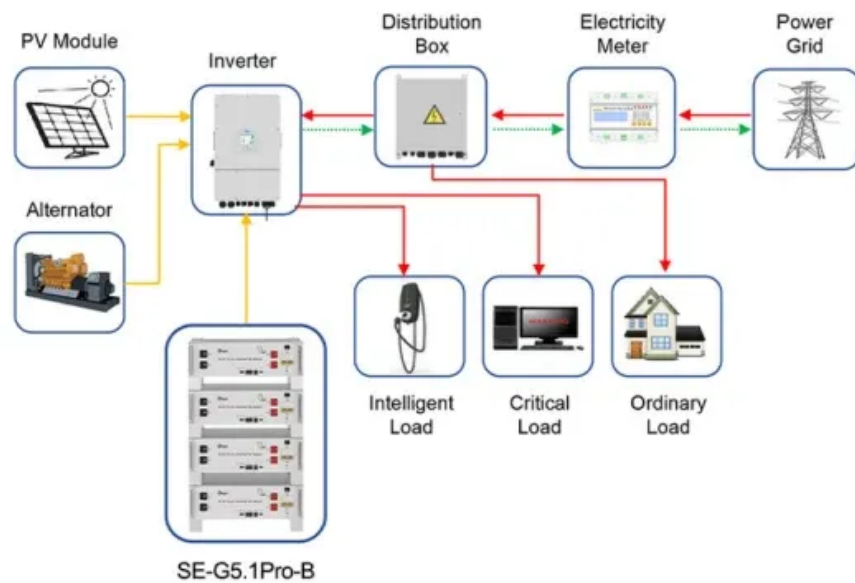 Distribution
Box
Electricity
Meter
Power
Grid
PV Module
Inverter
Alternator
Intelligent
Load
Critical
Load
Ordinary
Load
SE-G5.1Pro-B